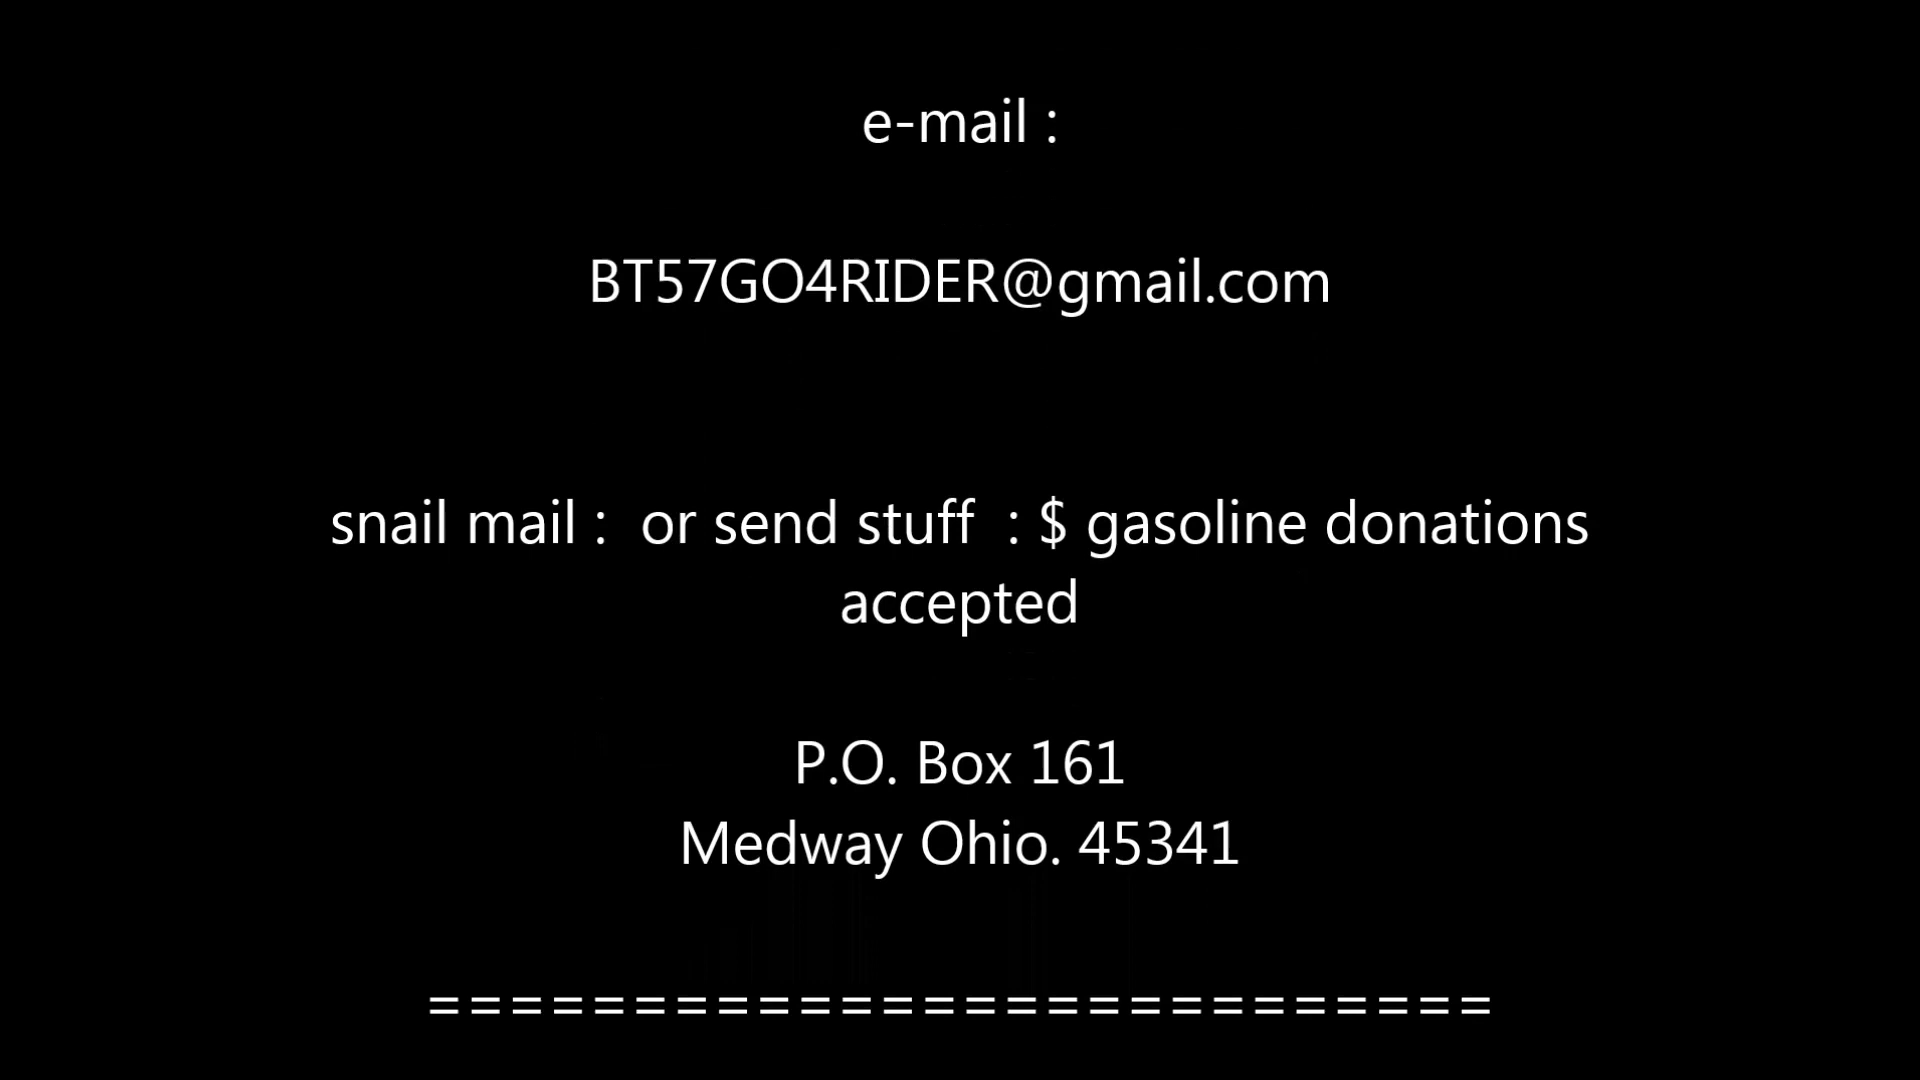 e-mail :
BT57GO4RIDER@gmail.com
snail mail :  or send stuff  : $ gasoline donations
accepted
P.O. Box 161
Medway Ohio. 45341
==========================